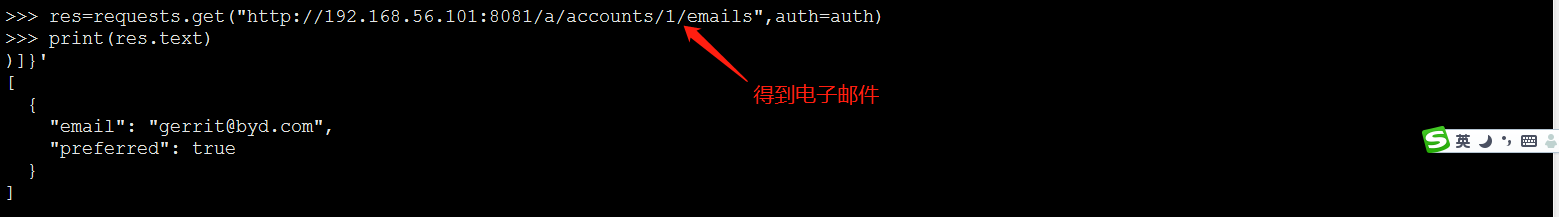 >>> res=requests.get("http://192.168.56.101:8081/a/accounts/1/emails",auth=auth)
>>> print(res.text)
)]}'
[
  {
    "email": "gerrit@byd.com",
    "preferred": true
  }
]
得到电子邮件
S 英